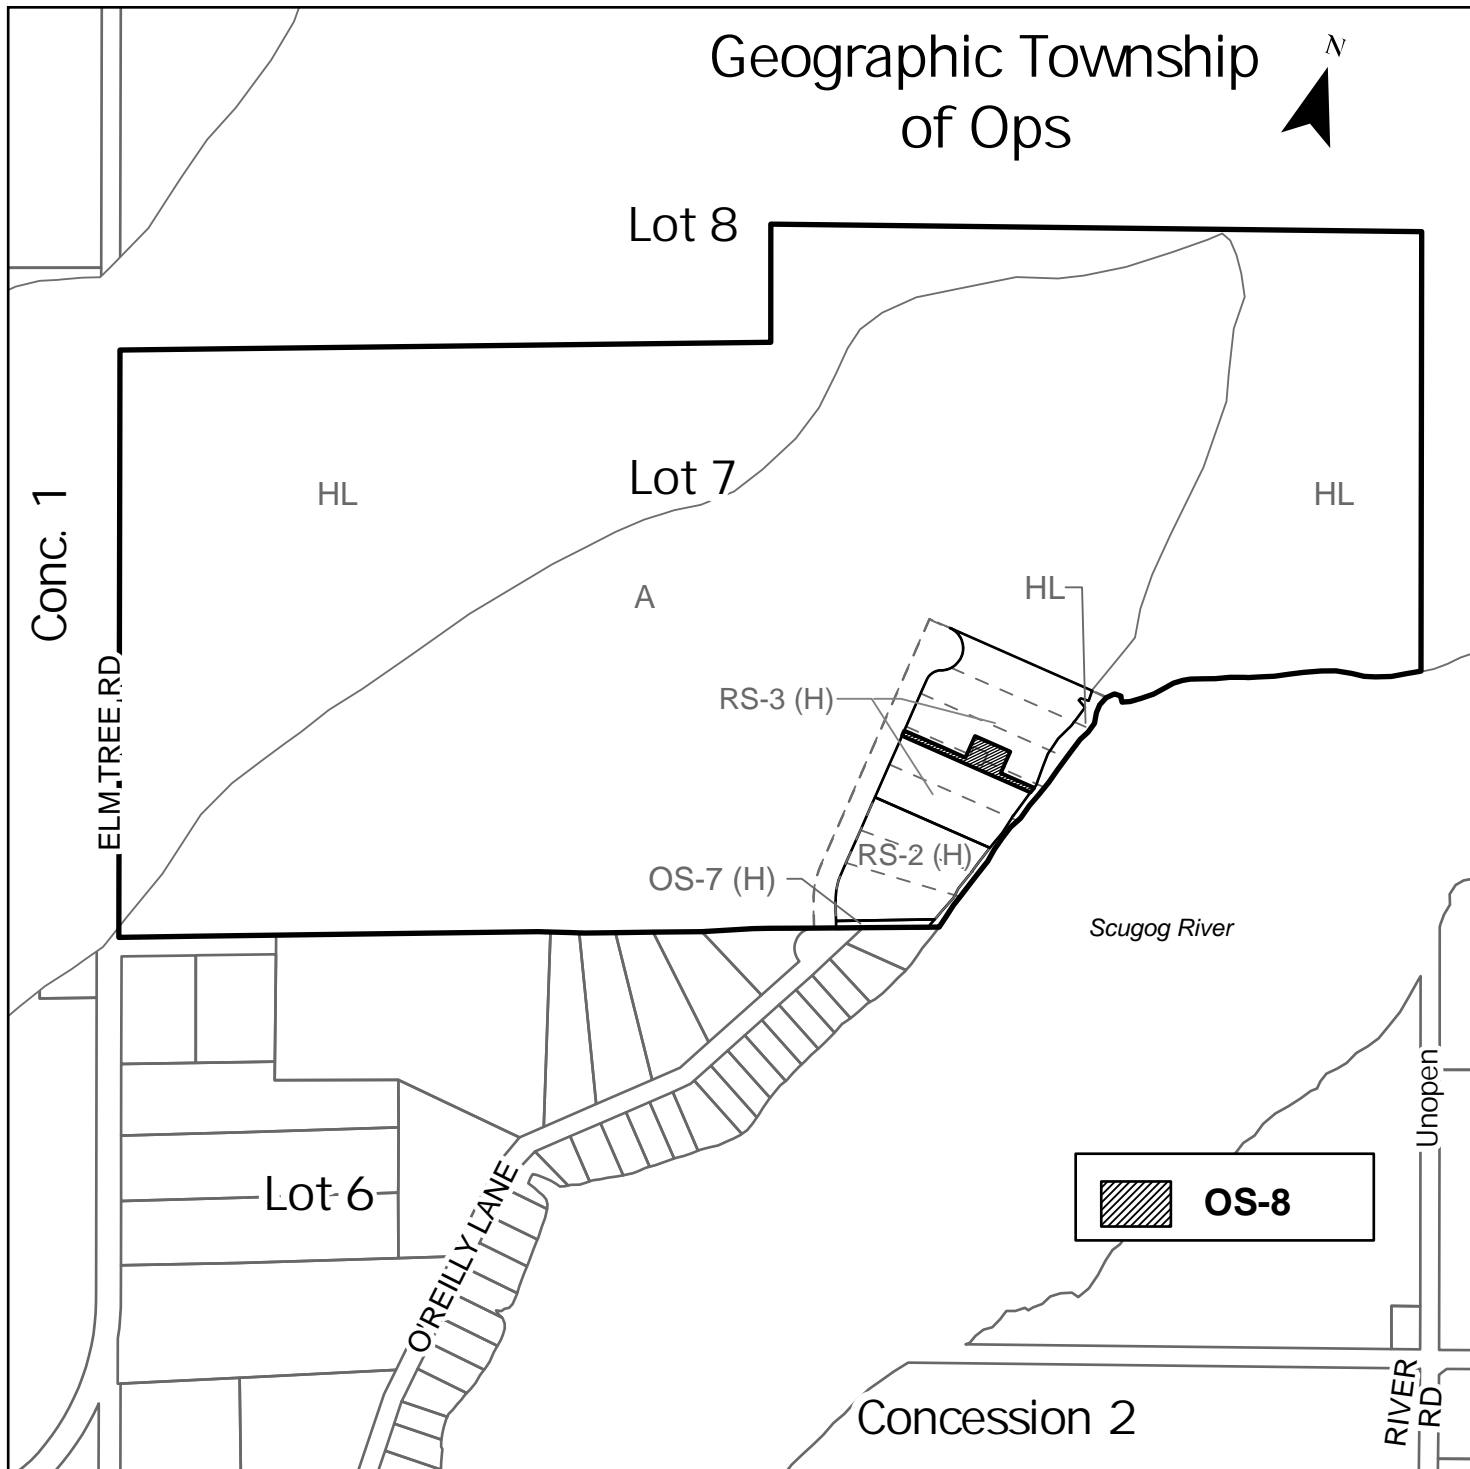 Geographic Township
of Ops
N
Lot 8
Lot 7
HL
HL
Conc. 1
A
HL
ELM TREE RD
RS-3 (H)
RS-2 (H)
OS-7 (H)
Scugog River
Unopen
OS-8
Lot 6
O'REILLY LANE
RIVER
RD
Concession 2